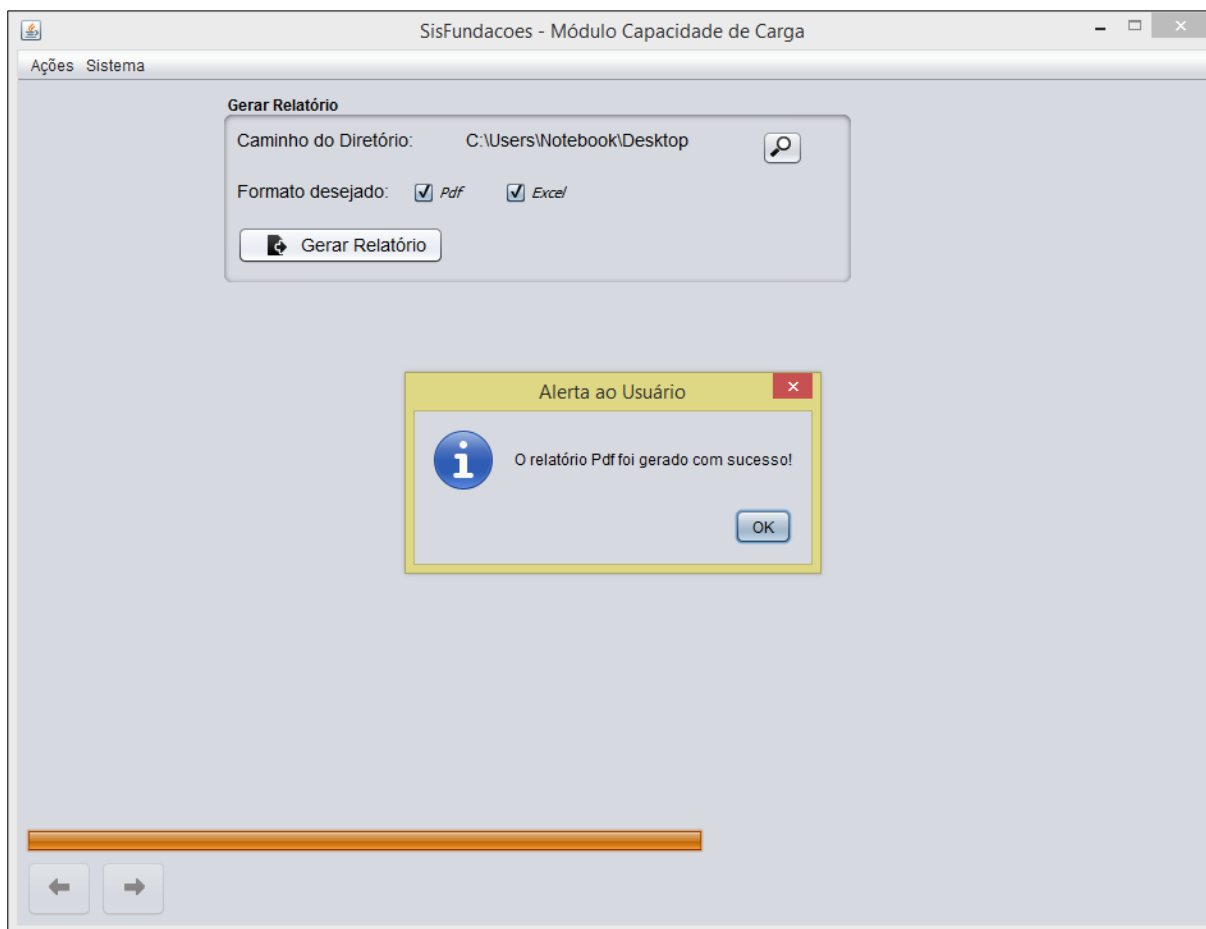 SisFundacoes - Módulo Capacidade de Carga
Ações Sistema
Gerar Relatório
Caminho do Diretório: C:\Users\Notebook\Desktop
Formato desejado: Pdf Excel
Gerar Relatório
Alerta ao Usuário
O relatório Pdf foi gerado com sucesso!
OK